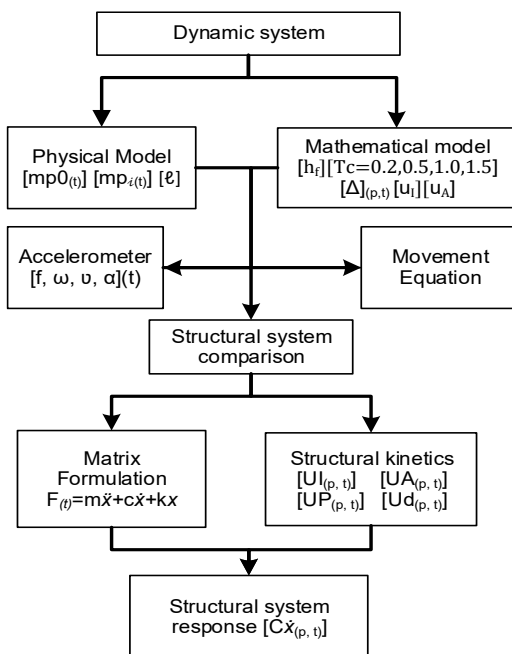 Dynamic system
Physical Model
[mp0(t)] [mpᵢ(t)] [ℓ]
Mathematical model
[hf][Tc=0.2,0.5,1.0,1.5]
[Δ](p,t) [uI][uA]
Accelerometer
[f, ω, υ, α](t)
Movement
Equation
Structural system
comparison
Matrix
Formulation
F(t)=mẍ+cẋ+kx
Structural kinetics
[UI(p, t)] [UA(p, t)]
[UP(p, t)] [Ud(p, t)]
Structural system
response [Cẋ(p, t)]